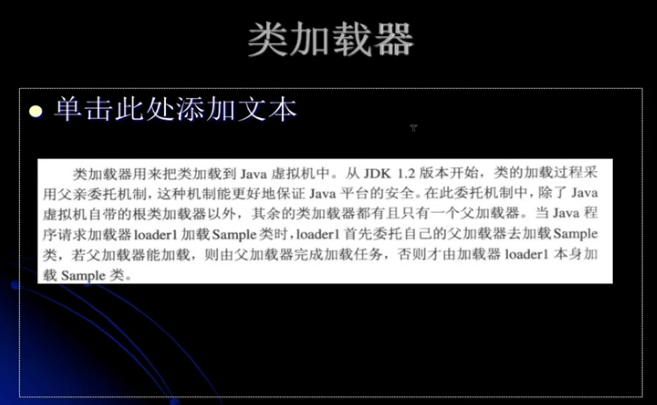 类加载器
单击此处添加文本
类加载器用来把类加载到 Java 虚拟机中。从 JDK 1.2 版本开始，类的加载过程采
用父亲委托机制，这种机制能更好地保证 Java 平台的安全。在此委托机制中，除了 Java
虚拟机自带的根类加载器以外，其余的类加载器都有且只有一个父加载器。当 Java 程
序请求加载器 loader1 加载 Sample 类时，loader1 首先委托自己的父加载器去加载 Sample
类，若父加载器能加载，则由父加载器完成加载任务，否则才由加载器 loader1 本身加
载 Sample 类。